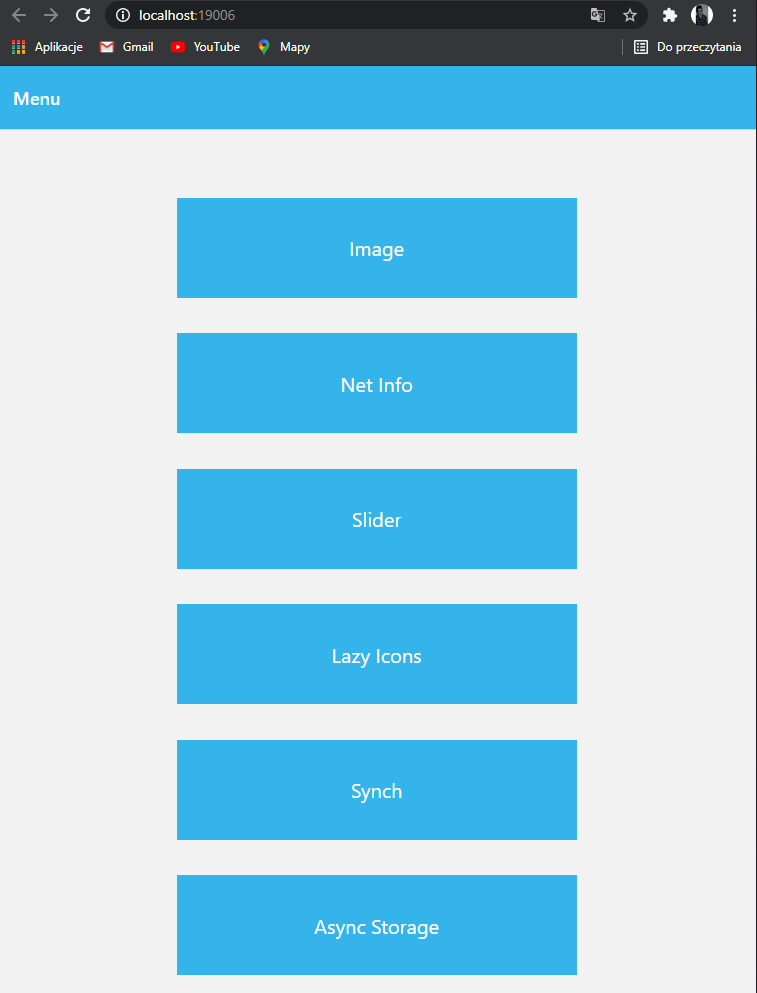 localhost:19006
Aplikacje Gmail YouTube Mapy Do przeczytania
Menu
Image
Net Info
Slider
Lazy Icons
Synch
Async Storage